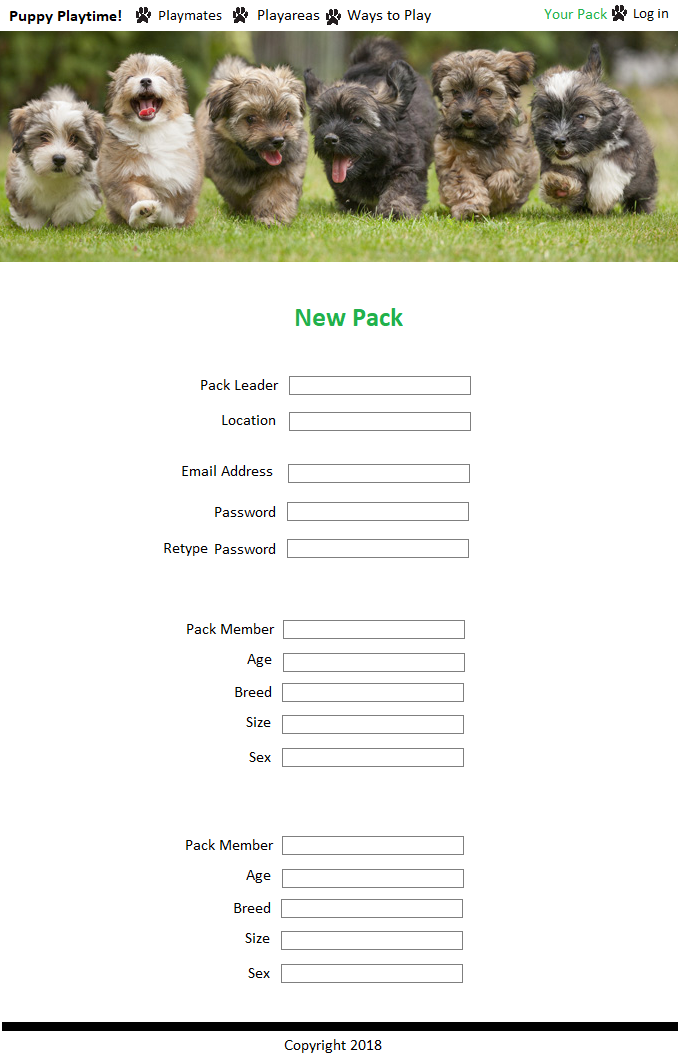 Puppy Playtime! Playmates Playareas Ways to Play Your Pack Log in
New Pack
Pack Leader
Location
Email Address
Password
Retype Password
Pack Member
Age
Breed
Size
Sex
Pack Member
Age
Breed
Size
Sex
Copyright 2018